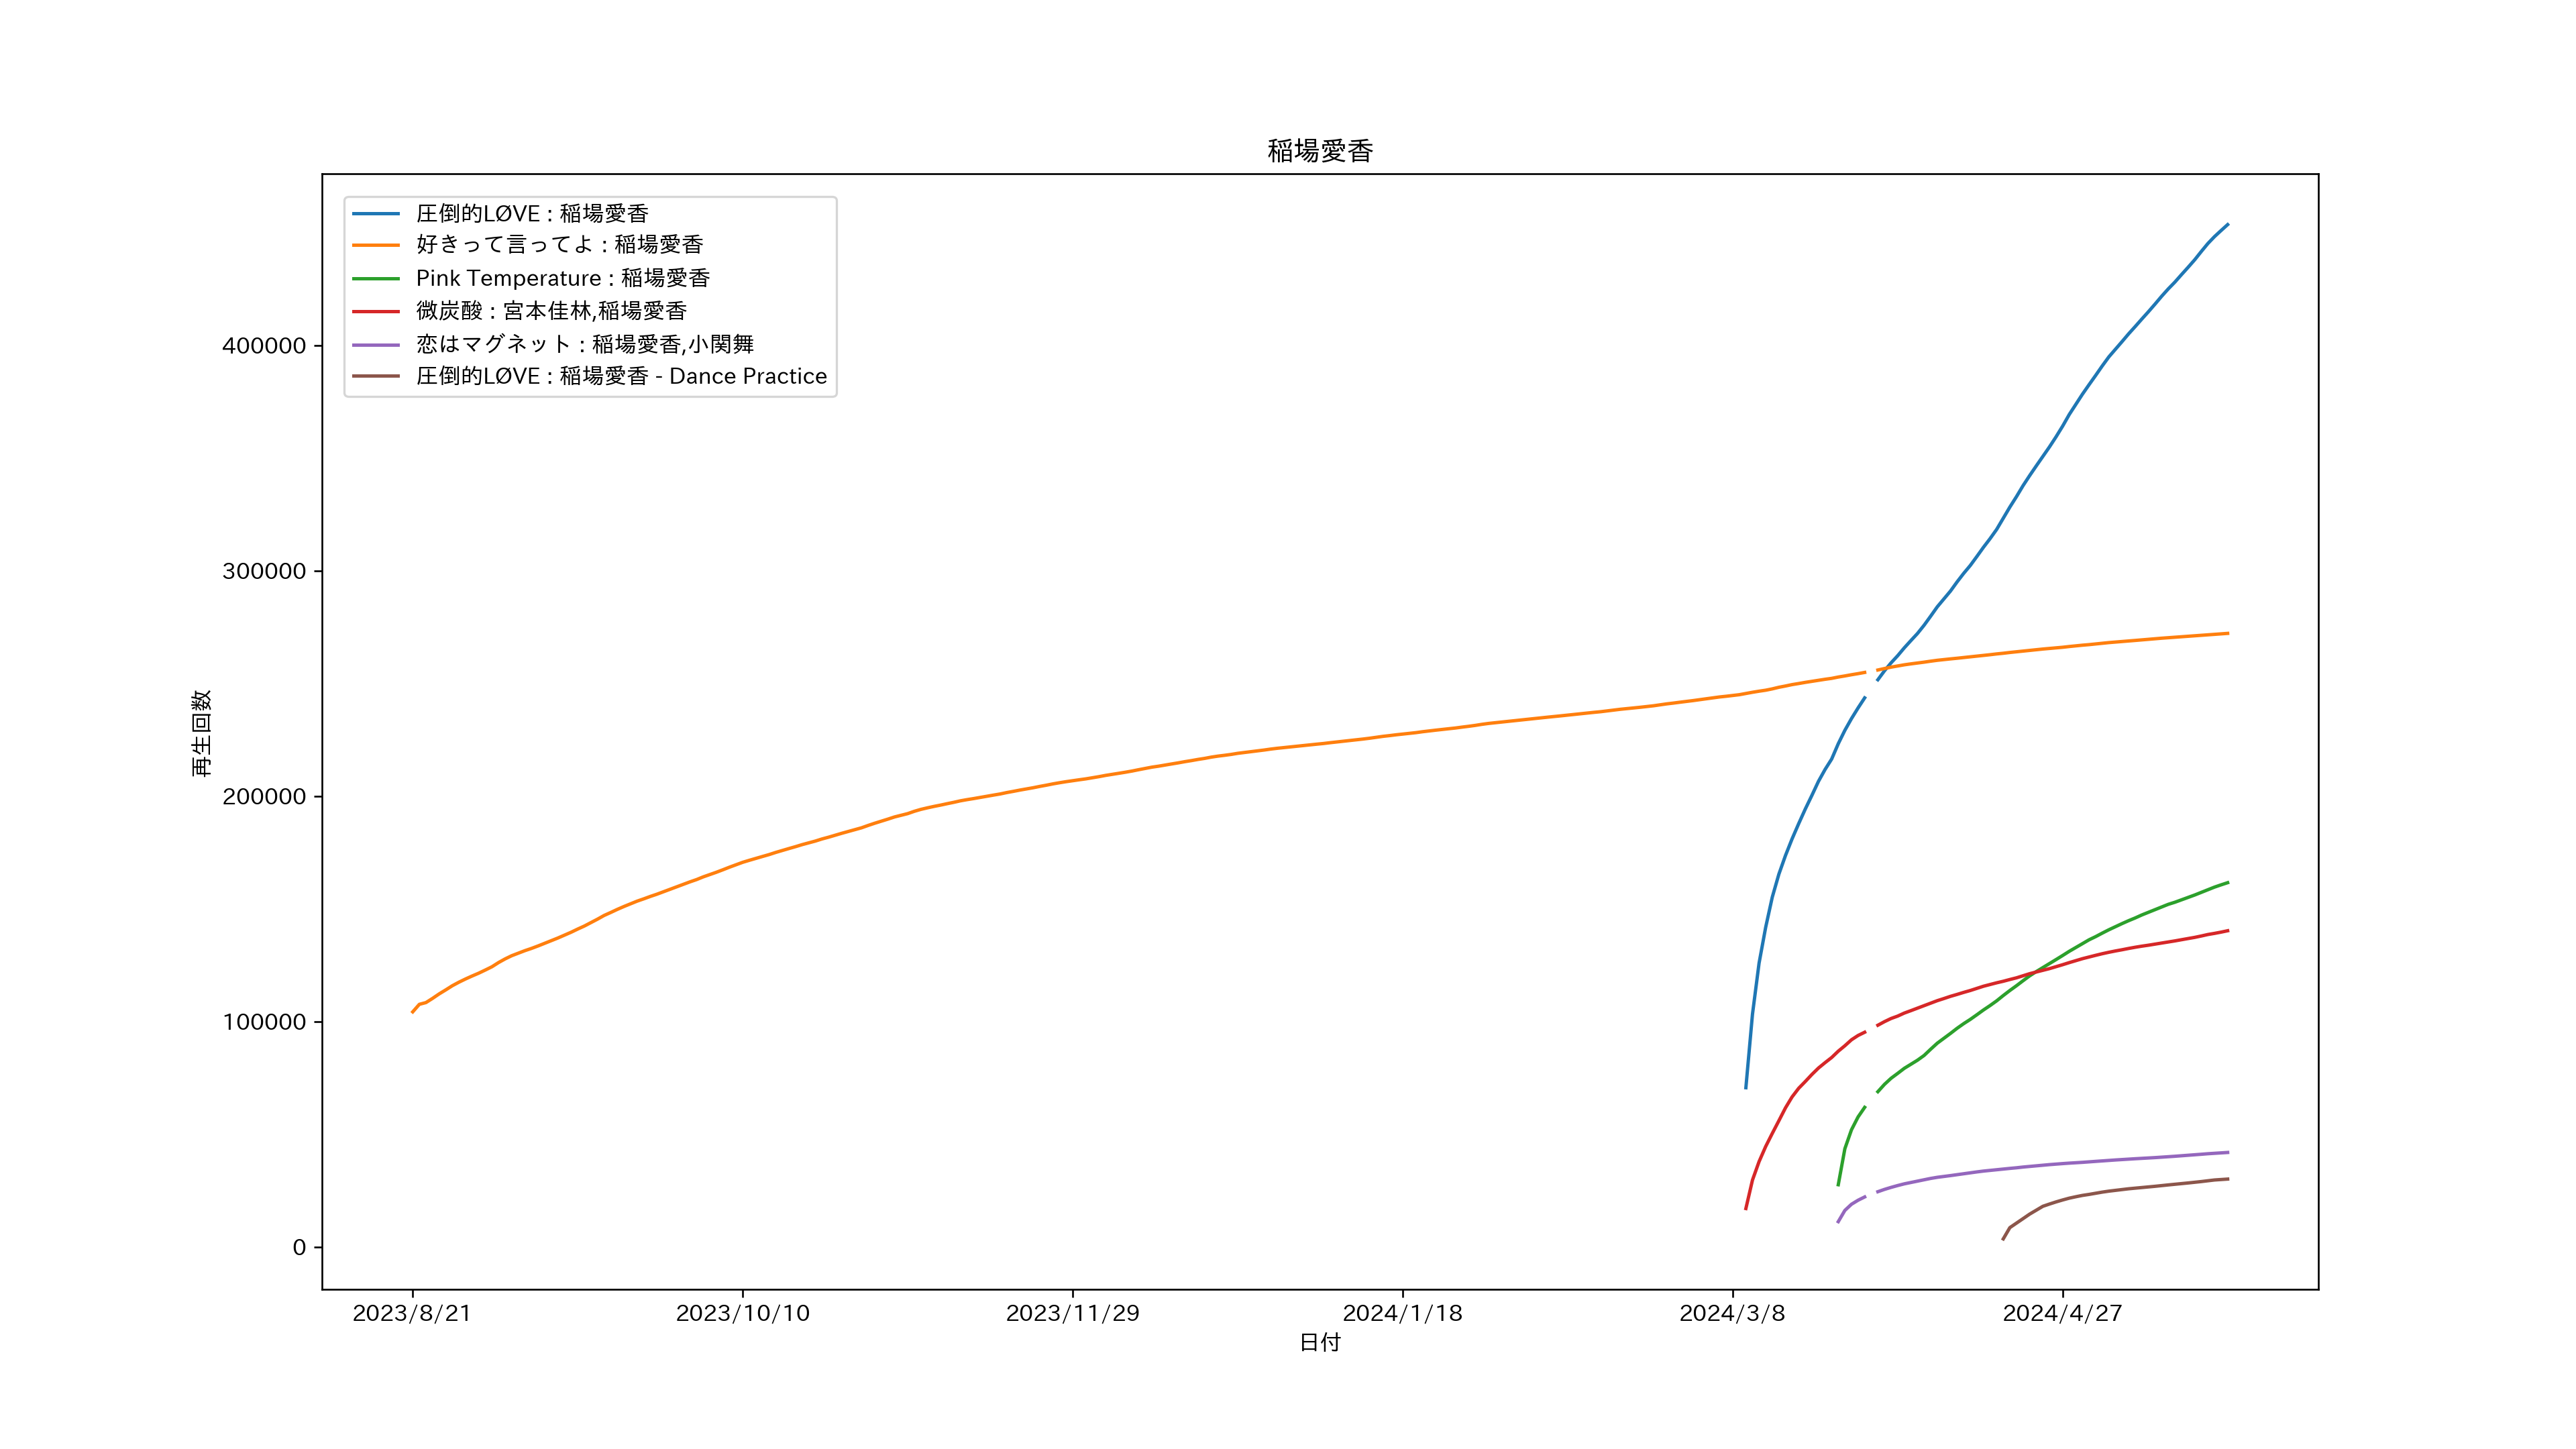 稲場愛香
圧倒的LØVE : 稲場愛香
好きって言ってよ : 稲場愛香
Pink Temperature : 稲場愛香
微炭酸 : 宮本佳林,稲場愛香
恋はマグネット : 稲場愛香,小関舞
圧倒的LØVE : 稲場愛香 - Dance Practice
400000
300000
200000
100000
0
再生回数
2023/8/21 2023/10/10 2023/11/29 2024/1/18 2024/3/8 2024/4/27
日付